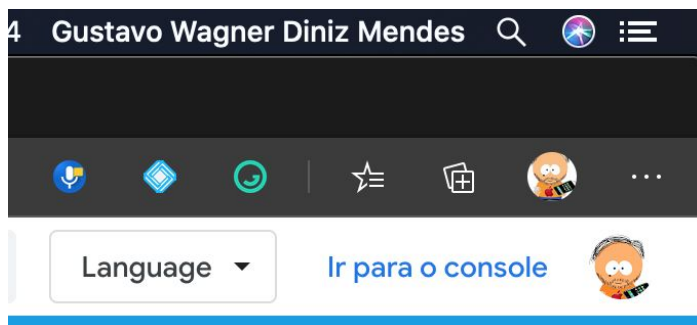 4 Gustavo Wagner Diniz Mendes
Language Ir para o console